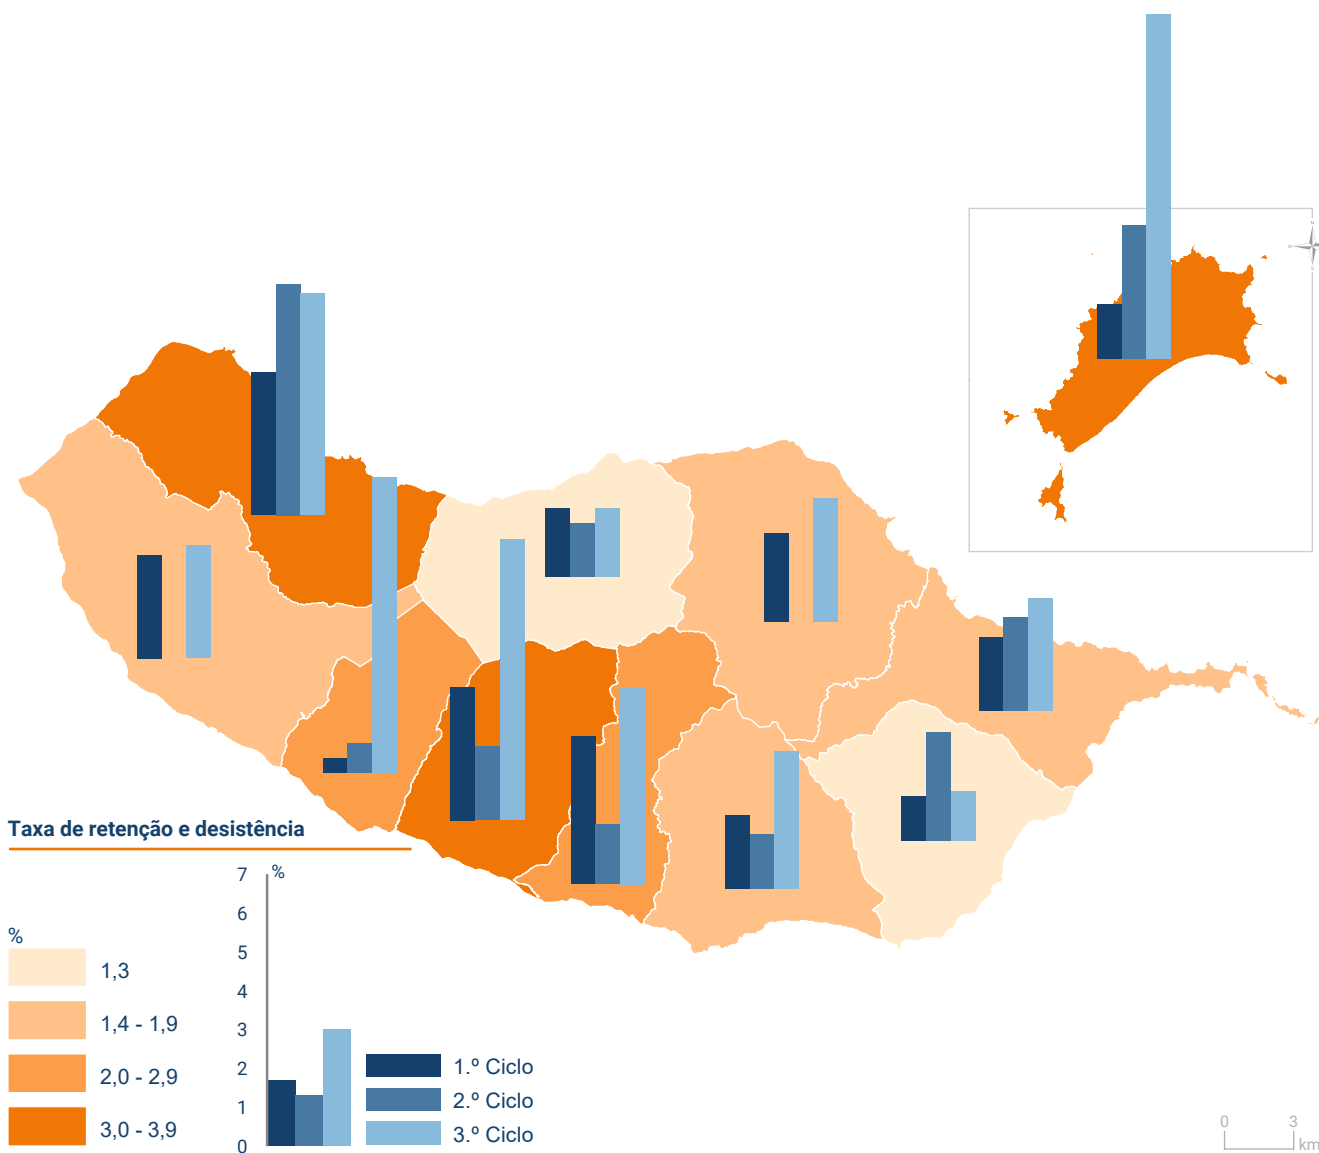 Taxa de retenção e desistência
%
1,3
1,4 - 1,9
2,0 - 2,9
3,0 - 3,9
%
7
6
5
4
3
2
1
0
1.º Ciclo
2.º Ciclo
3.º Ciclo
0 3
km